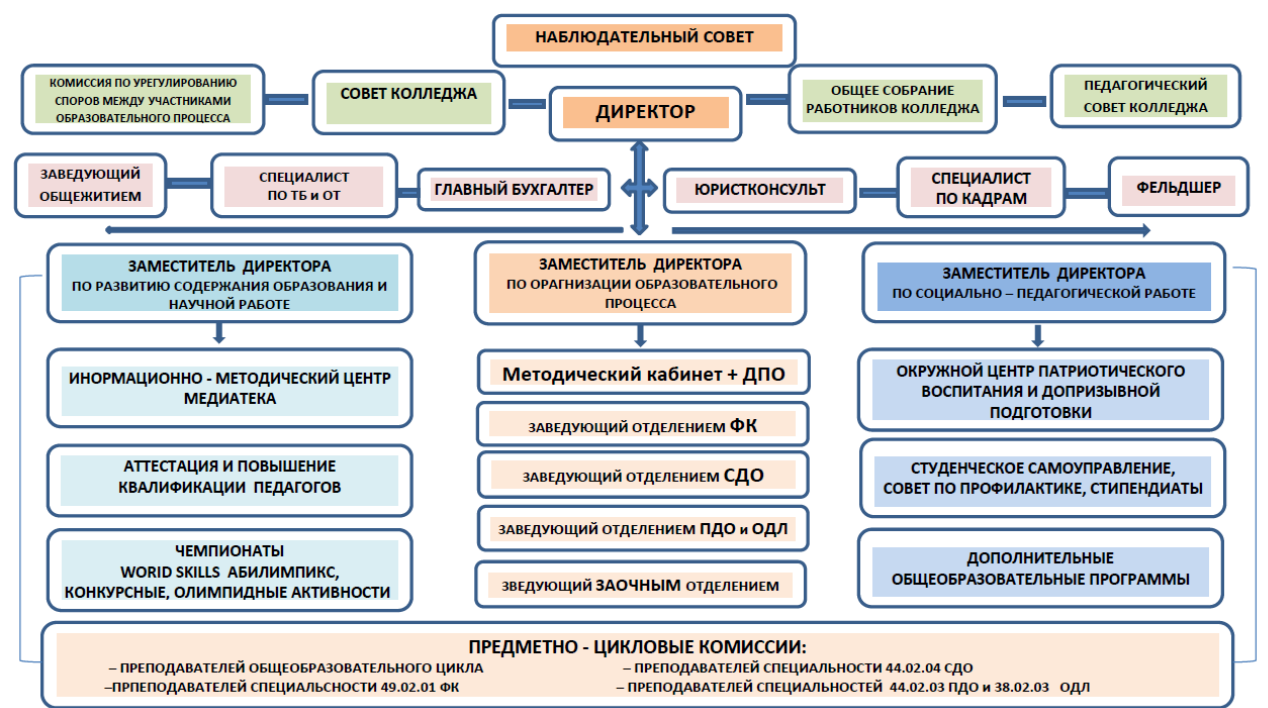 НАБЛЮДАТЕЛЬНЫЙ СОВЕТ
КОМИССИЯ ПО УРЕГУЛИРОВАНИЮ
СПОРОВ МЕЖДУ УЧАСТНИКАМИ
ОБРАЗОВАТЕЛЬНОГО ПРОЦЕССА
СОВЕТ КОЛЛЕДЖА
ДИРЕКТОР
ОБЩЕЕ СОБРАНИЕ
РАБОТНИКОВ КОЛЛЕДЖА
ПЕДАГОГИЧЕСКИЙ
СОВЕТ КОЛЛЕДЖА
ЗАВЕДУЮЩИЙ
ОБЩЕЖИТИЕМ
СПЕЦИАЛИСТ
ПО ТБ и ОТ
ГЛАВНЫЙ БУХГАЛТЕР
ЮРИСТКОНСУЛЬТ
СПЕЦИАЛИСТ
ПО КАДРАМ
ФЕЛЬДШЕР
ЗАМЕСТИТЕЛЬ ДИРЕКТОРА
ПО РАЗВИТИЮ СОДЕРЖАНИЯ ОБРАЗОВАНИЯ И
НАУЧНОЙ РАБОТЕ
ИНОРМАЦИОННО - МЕТОДИЧЕСКИЙ ЦЕНТР
МЕДИАТЕКА
АТТЕСТАЦИЯ И ПОВЫШЕНИЕ
КВАЛИФИКАЦИИ ПЕДАГОГОВ
ЧЕМПИОНАТЫ
WORID SKILLS АБИЛИМПИКС,
КОНКУРСНЫЕ, ОЛИМПИДНЫЕ АКТИВНОСТИ
ЗАМЕСТИТЕЛЬ ДИРЕКТОРА
ПО ОРАГНИЗАЦИИ ОБРАЗОВАТЕЛЬНОГО
ПРОЦЕССА
Методический кабинет + ДПО
ЗАВЕДУЮЩИЙ ОТДЕЛЕНИЕМ ФК
ЗАВЕДУЮЩИЙ ОТДЕЛЕНИЕМ СДО
ЗАВЕДУЮЩИЙ ОТДЕЛЕНИЕМ ПДО и ОДЛ
ЗВЕДУЮЩИЙ ЗАОЧНЫМ ОТДЕЛЕНИЕМ
ЗАМЕСТИТЕЛЬ ДИРЕКТОРА
ПО СОЦИАЛЬНО – ПЕДАГОГИЧЕСКОЙ РАБОТЕ
ОКРУЖНОЙ ЦЕНТР ПАТРИОТИЧЕСКОГО
ВОСПИТАНИЯ И ДОПРИЗЫВНОЙ
ПОДГОТОВКИ
СТУДЕНЧЕСКОЕ САМОУПРАВЛЕНИЕ,
СОВЕТ ПО ПРОФИЛАКТИКЕ, СТИПЕНДИАТЫ
ДОПОЛНИТЕЛЬНЫЕ
ОБЩЕОБРАЗОВАТЕЛЬНЫЕ ПРОГРАММЫ
ПРЕДМЕТНО - ЦИКЛОВЫЕ КОМИССИИ:
– ПРЕПОДАВАТЕЛЕЙ ОБЩЕОБРАЗОВАТЕЛЬНОГО ЦИКЛА
– ПРЕПОДАВАТЕЛЕЙ СПЕЦИАЛЬНОСТИ 44.02.04 СДО
–ПРПЕПОДАВАТЕЛЕЙ СПЕЦИАЛЬСНОСТИ 49.02.01 ФК
– ПРЕПОДАВАТЕЛЕЙ СПЕЦИАЛЬНОСТЕЙ 44.02.03 ПДО и 38.02.03 ОДЛ